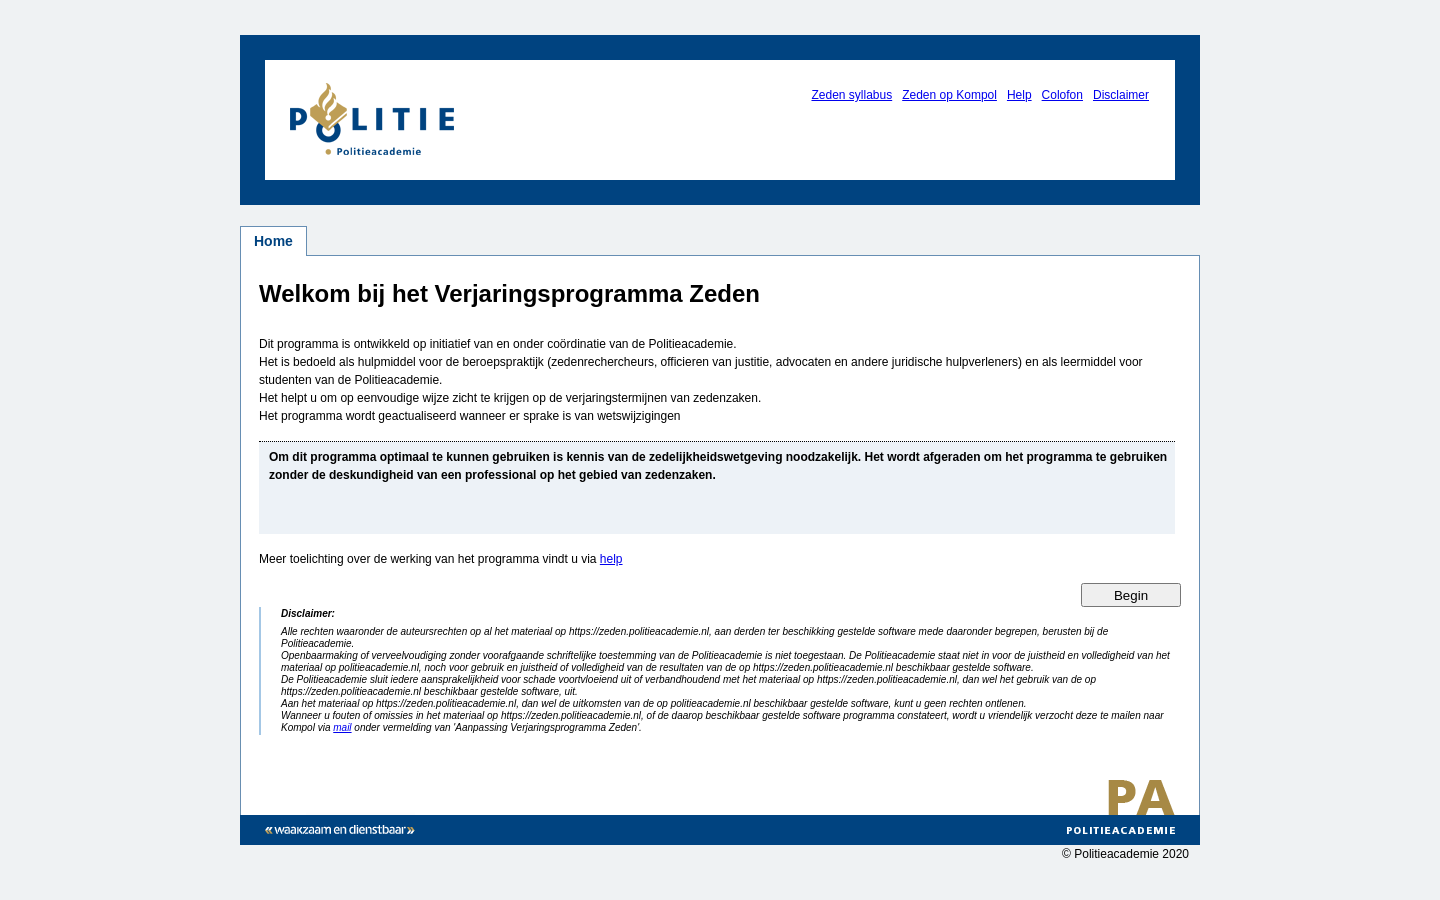 POLITIE
Politieacademie
Zeden syllabus Zeden op Kompol Help Colofon Disclaimer
Home
Welkom bij het Verjaringsprogramma Zeden
Dit programma is ontwikkeld op initiatief van en onder coördinatie van de Politieacademie.
Het is bedoeld als hulpmiddel voor de beroepspraktijk (zedenrechercheurs, officieren van justitie, advocaten en andere juridische hulpverleners) en als leermiddel voor
studenten van de Politieacademie.
Het helpt u om op eenvoudige wijze zicht te krijgen op de verjaringstermijnen van zedenzaken.
Het programma wordt geactualiseerd wanneer er sprake is van wetswijzigingen
Om dit programma optimaal te kunnen gebruiken is kennis van de zedelijkheidswetgeving noodzakelijk. Het wordt afgeraden om het programma te gebruiken
zonder de deskundigheid van een professional op het gebied van zedenzaken.
Meer toelichting over de werking van het programma vindt u via help
Begin
Disclaimer:
Alle rechten waaronder de auteursrechten op al het materiaal op https://zeden.politieacademie.nl, aan derden ter beschikking gestelde software mede daaronder begrepen, berusten bij de
Politieacademie.
Openbaarmaking of verveelvoudiging zonder voorafgaande schriftelijke toestemming van de Politieacademie is niet toegestaan. De Politieacademie staat niet in voor de juistheid en volledigheid van het
materiaal op politieacademie.nl, noch voor gebruik en juistheid of volledigheid van de resultaten van de op https://zeden.politieacademie.nl beschikbaar gestelde software.
De Politieacademie sluit iedere aansprakelijkheid voor schade voortvloeiend uit of verbandhoudend met het materiaal op https://zeden.politieacademie.nl, dan wel het gebruik van de op
https://zeden.politieacademie.nl beschikbaar gestelde software, uit.
Aan het materiaal op https://zeden.politieacademie.nl, dan wel de uitkomsten van de op politieacademie.nl beschikbaar gestelde software, kunt u geen rechten ontlenen.
Wanneer u fouten of omissies in het materiaal op https://zeden.politieacademie.nl, of de daarop beschikbaar gestelde software programma constateert, wordt u vriendelijk verzocht deze te mailen naar
Kompol via mail onder vermelding van 'Aanpassing Verjaringsprogramma Zeden'.
PA
« waakzaam en dienstbaar »
POLITIEACADEMIE
© Politieacademie 2020